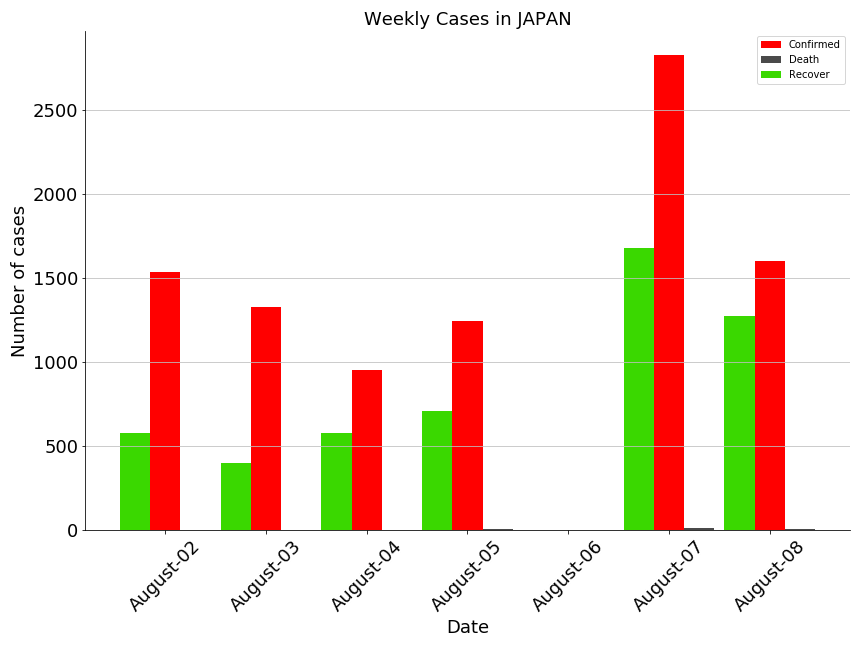 Weekly Cases in JAPAN
Confirmed
Death
Recover
Number of cases
2500
2000
1500
1000
500
0
August-02
August-03
August-04
August-05
August-06
August-07
August-08
Date